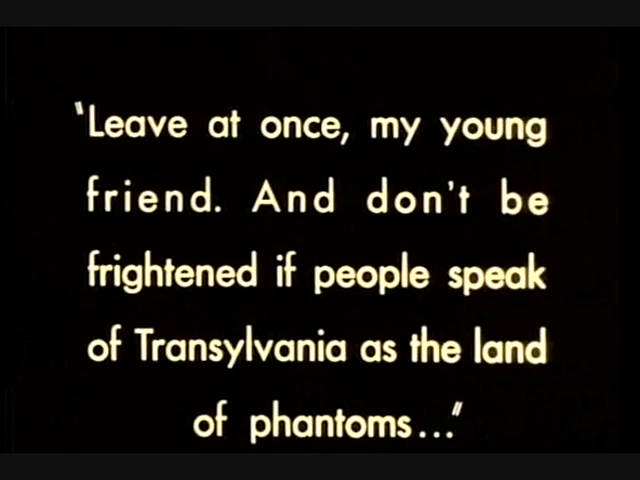 "Leave at once, my young
friend. And don't be
frightened if people speak
of Transylvania as the land
of phantoms..."